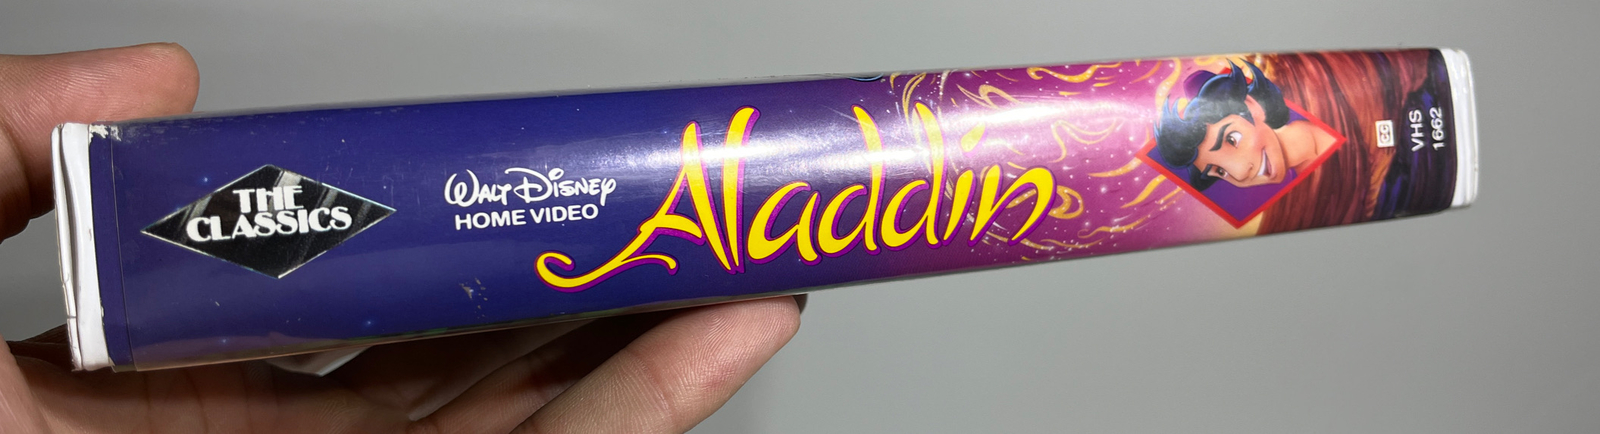 THE
CLASSICS
WALT DISNEY
HOME VIDEO
Aladdin
CC
VHS
1662